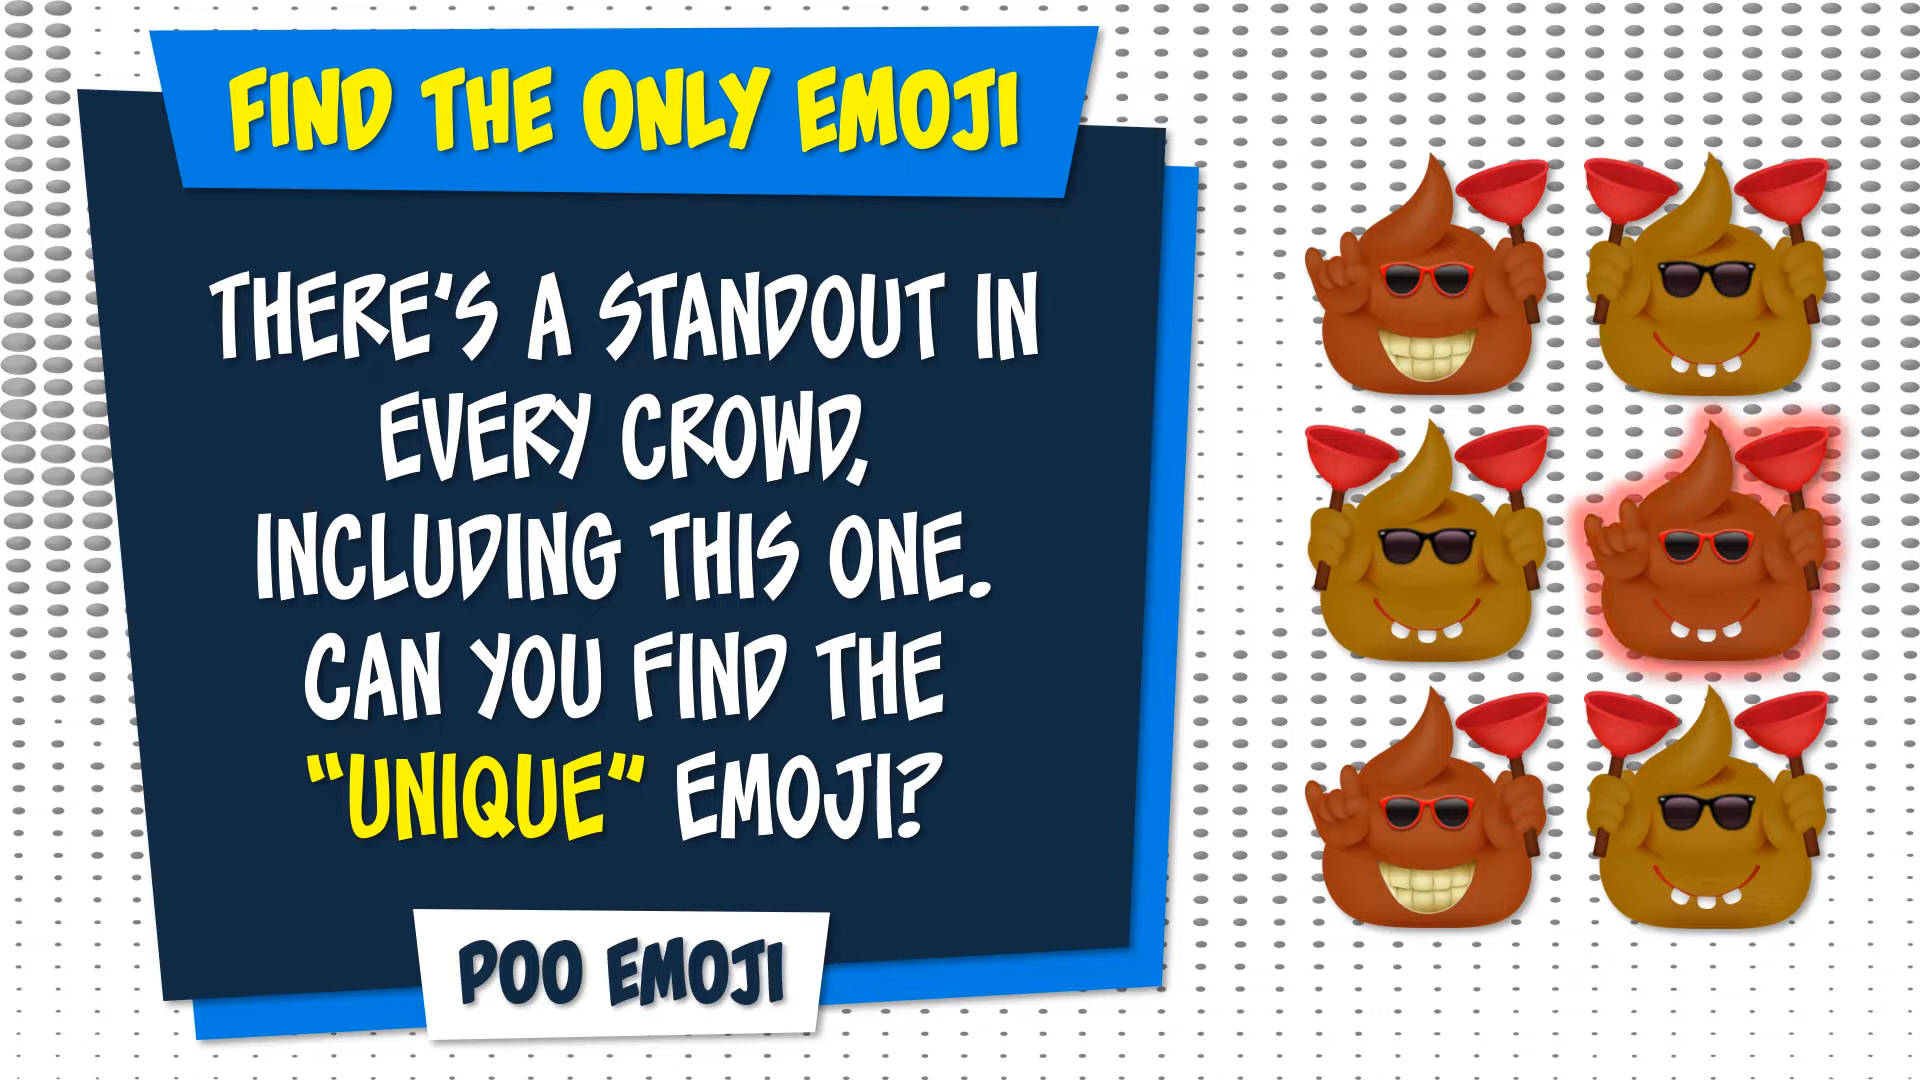 FIND THE ONLY EMOJI
THERE'S A STANDOUT IN
EVERY CROWD,
INCLUDING THIS ONE.
CAN YOU FIND THE
"UNIQUE" EMOJI?
POO EMOJI